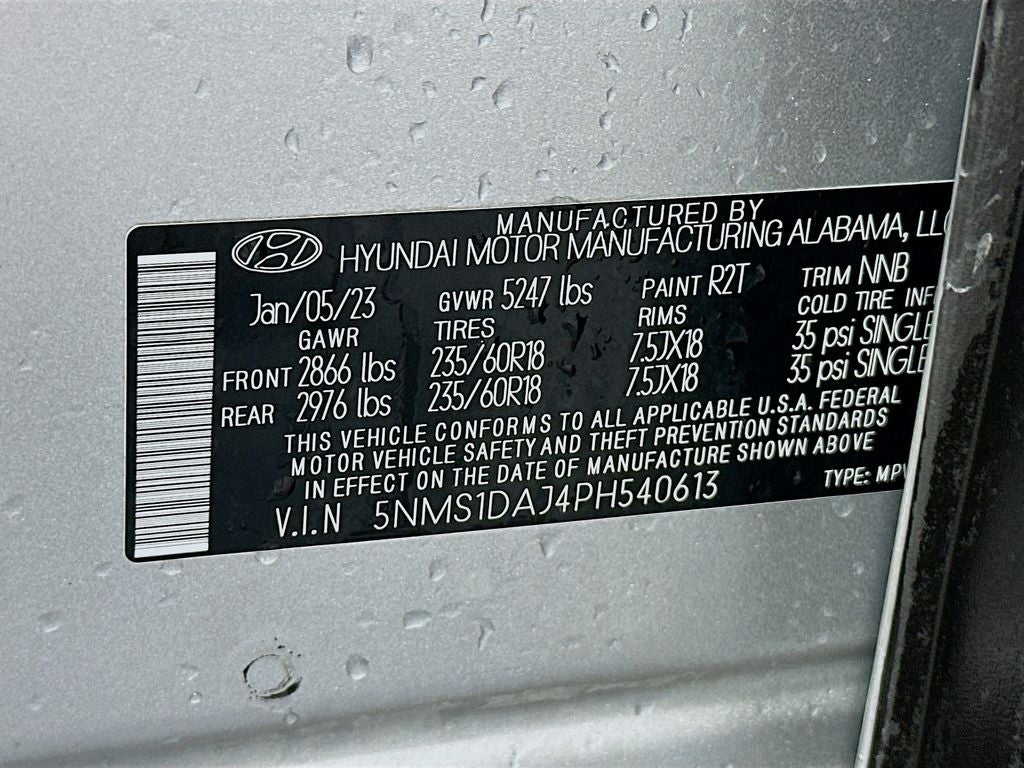 MANUFACTURED BY
HYUNDAI MOTOR MANUFACTURING ALABAMA, LLC
Jan/05/23 GVWR 5247 lbs PAINT R2T TRIM NNB
GAWR TIRES RIMS COLD TIRE INF
FRONT 2866 lbs 235/60R18 7.5JX18 35 psi SINGLE
REAR 2976 lbs 235/60R18 7.5JX18 35 psi SINGLE
THIS VEHICLE CONFORMS TO ALL APPLICABLE U.S.A. FEDERAL
MOTOR VEHICLE SAFETY AND THEFT PREVENTION STANDARDS
IN EFFECT ON THE DATE OF MANUFACTURE SHOWN ABOVE
V.I.N 5NMS1DAJ4PH540613 TYPE: MPV